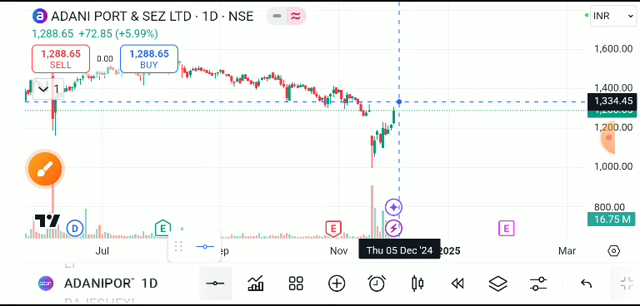 ADANI PORT & SEZ LTD · 1D · NSE
INR
1,288.65 +72.85 (+5.99%)
1,288.65
SELL
0.00
1,288.65
BUY
1
1,600.00
1,400.00
1,334.45
1,200.00
1,000.00
800.00
16.75 M
D
E
E
E
Jul
Nov
Thu 05 Dec '24
2025
Mar
ADANIPOR 1D